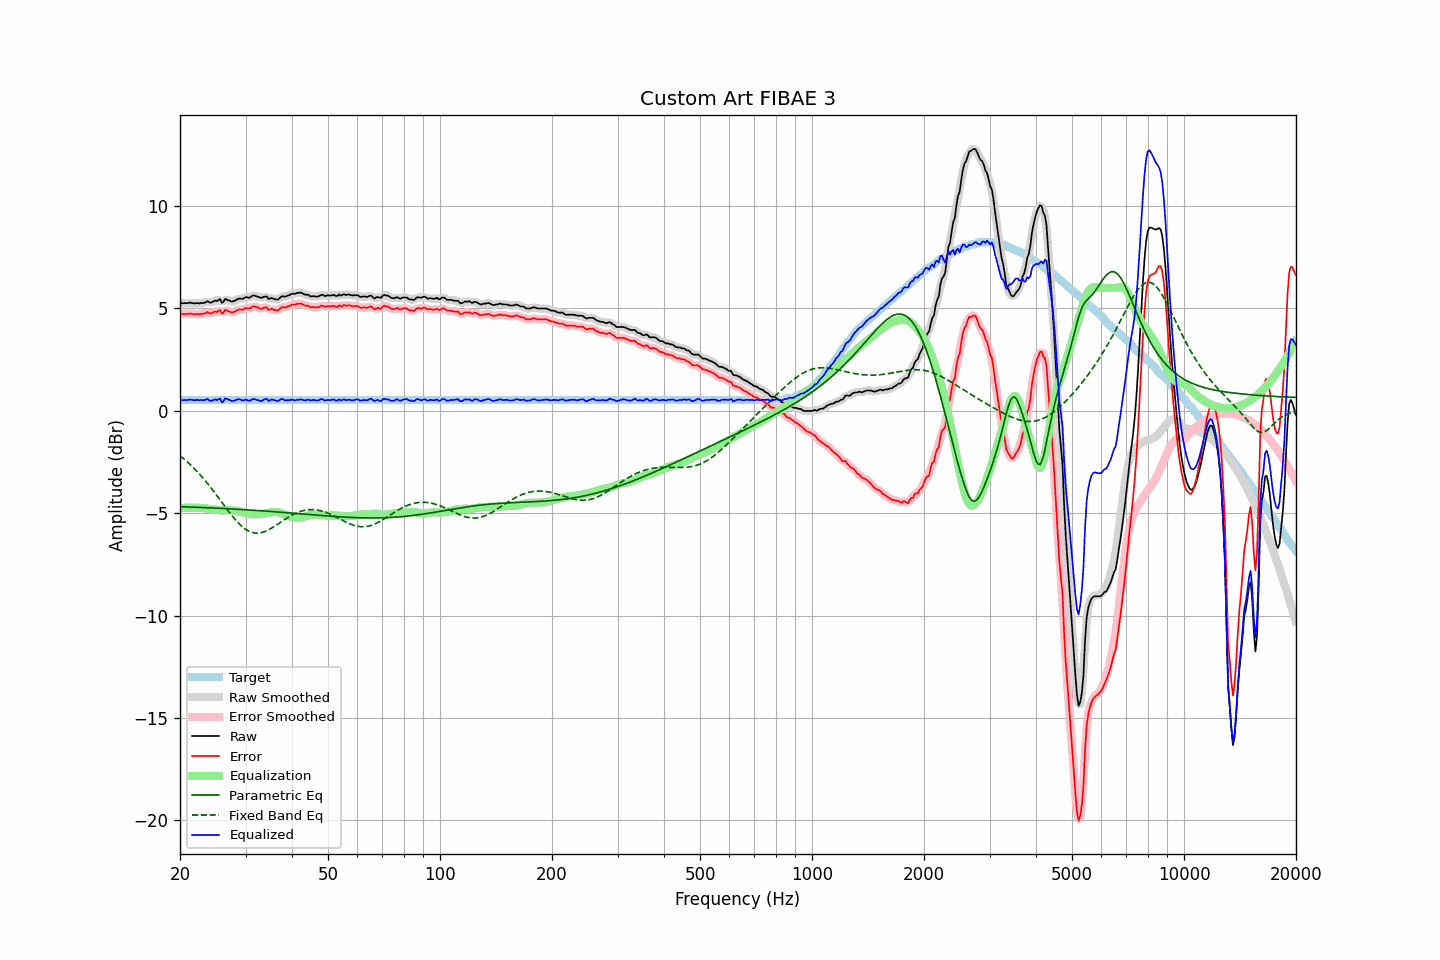 Custom Art FIBAE 3
Amplitude (dBr)
10
5
0
−5
−10
−15
−20
Target
Raw Smoothed
Error Smoothed
Raw
Error
Equalization
Parametric Eq
Fixed Band Eq
Equalized
20 50 100 200 500 1000 2000 5000 10000 20000
Frequency (Hz)